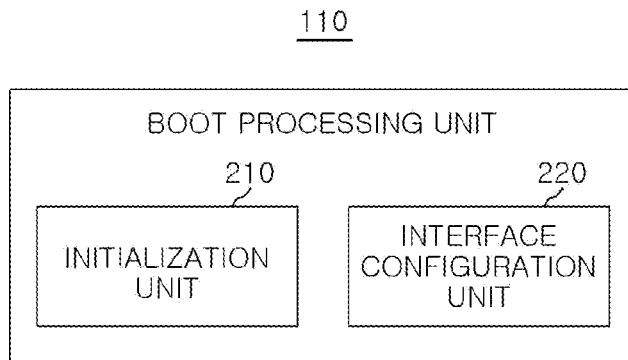 110
BOOT PROCESSING UNIT
210
220
INITIALIZATION
UNIT
INTERFACE
CONFIGURATION
UNIT